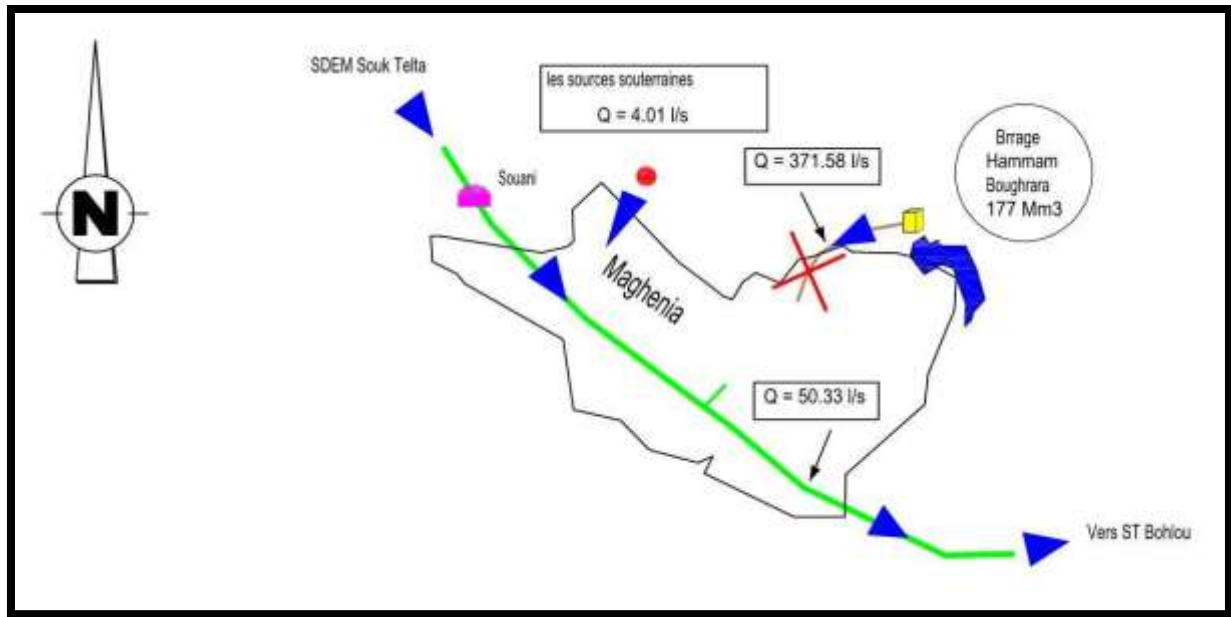 SDEM Souk Telta
les sources souterraines
Q = 4.01 l/s
Brrage
Hammam
Boughrara
177 Mm3
Q = 371.58 l/s
Souani
N
Maghenia
Q = 50.33 l/s
Vers ST Bohlou